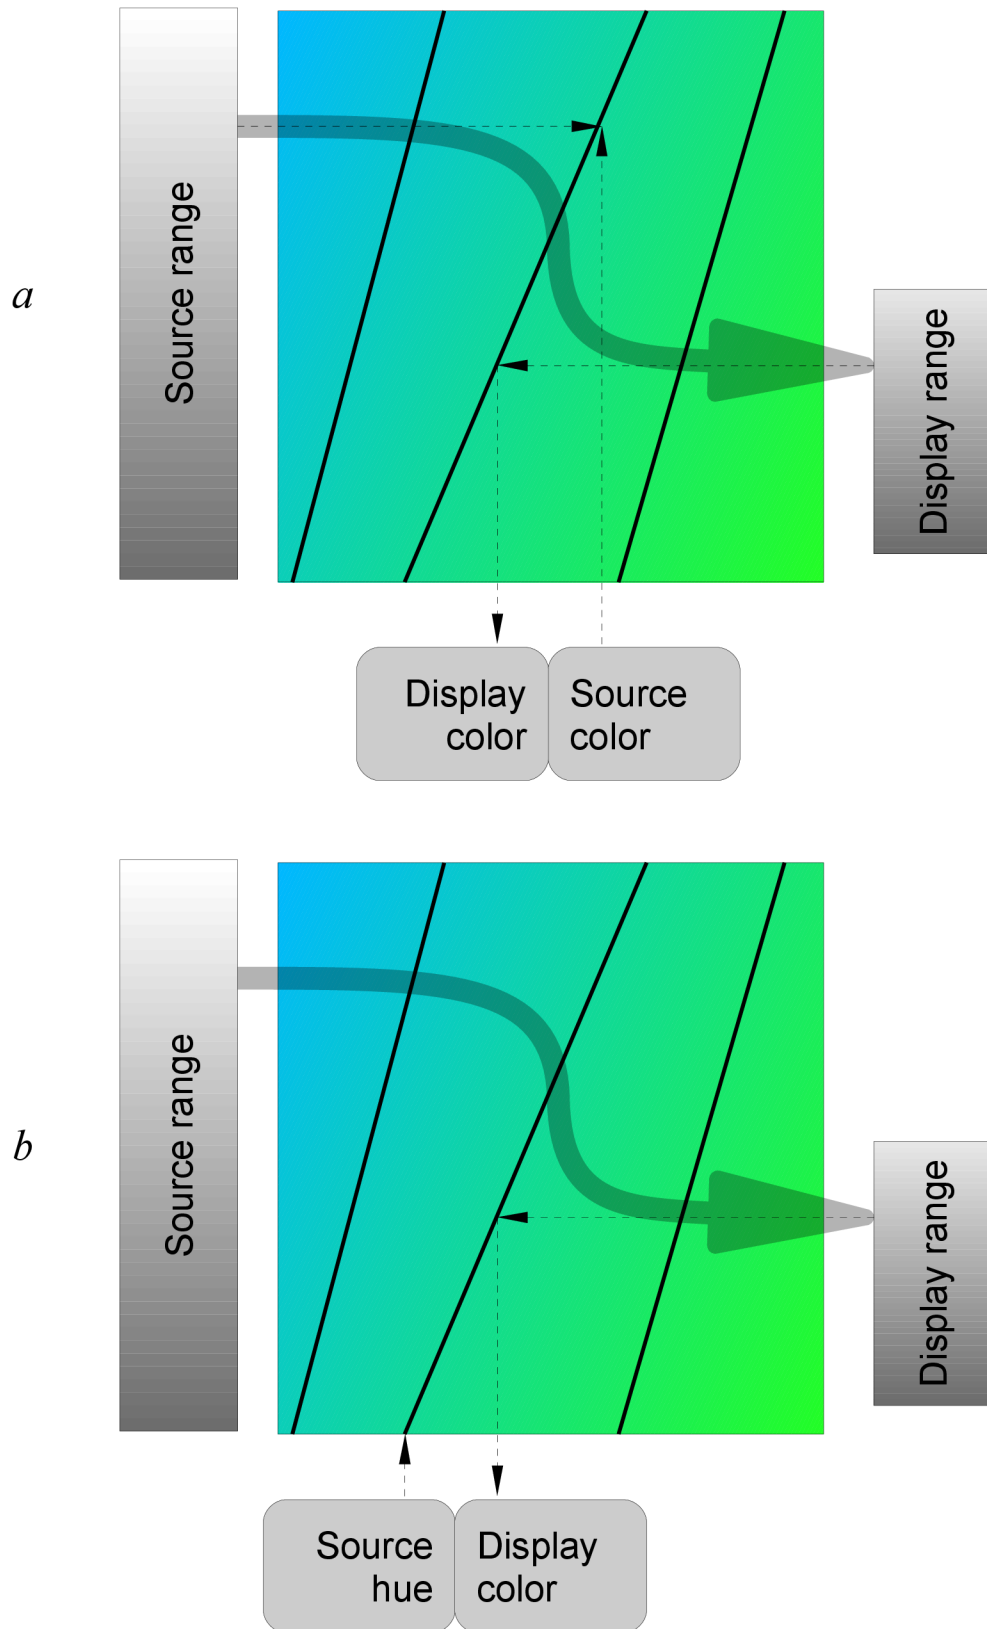 a
Source range
Display range
Display
color
Source
color
b
Source range
Display range
Source
hue
Display
color